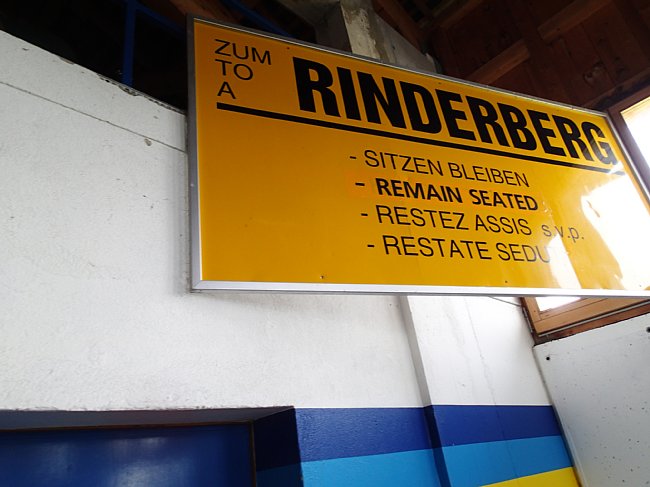 ZUM
TO
A
RINDERBERG
- SITZEN BLEIBEN
- REMAIN SEATED
- RESTEZ ASSIS s.v.p.
- RESTATE SEDU